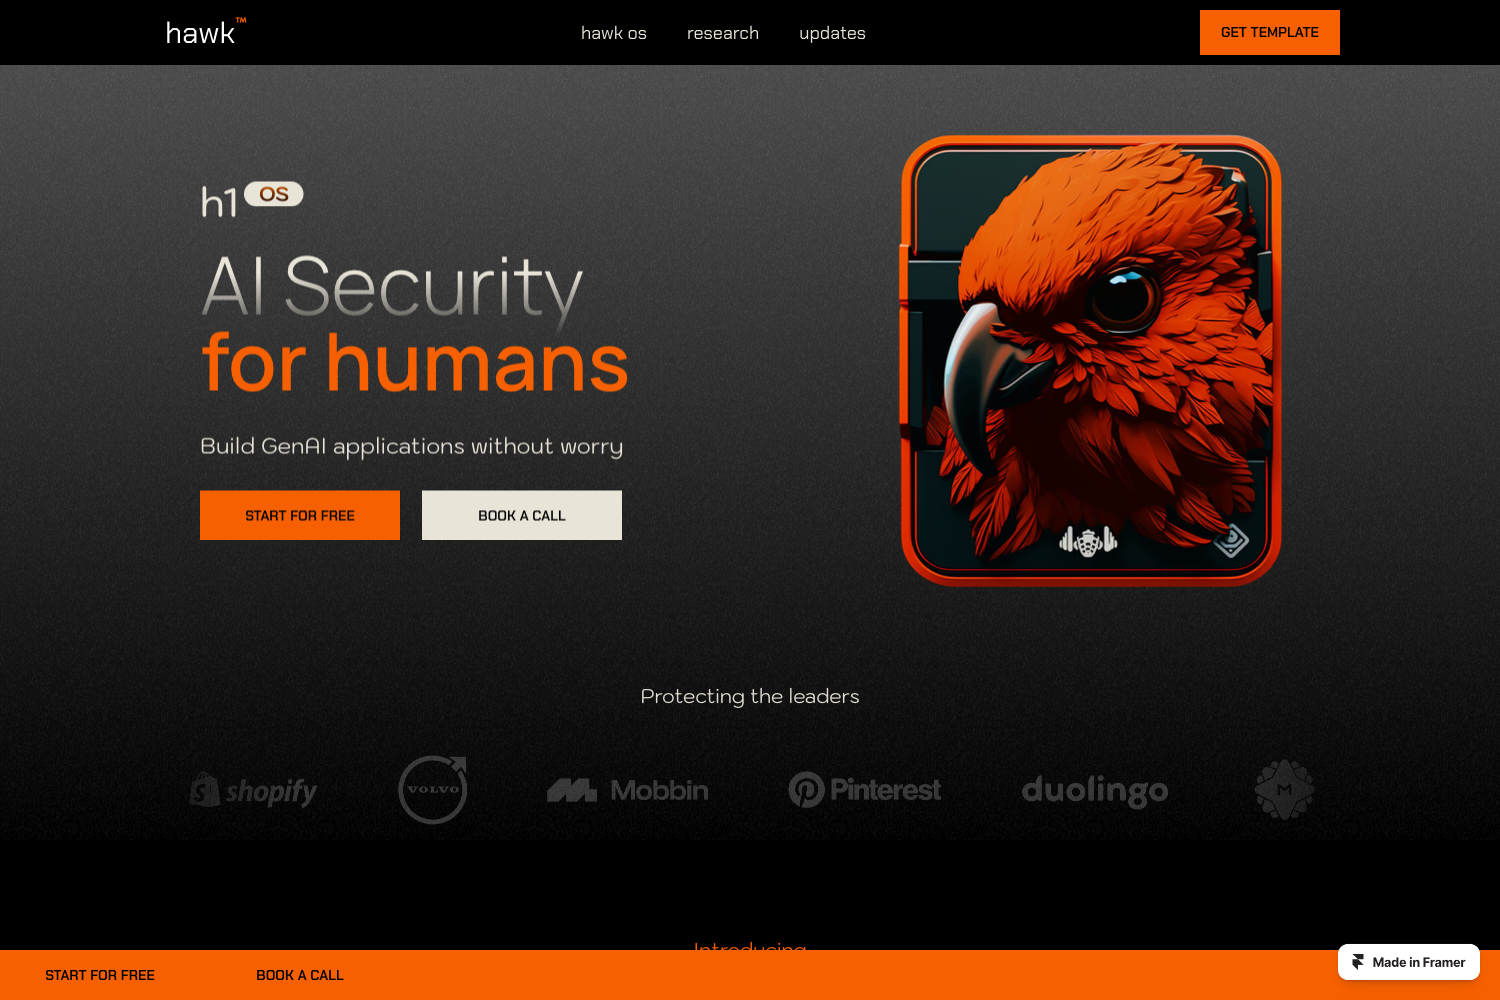 hawk™
hawk os
research
updates
GET TEMPLATE
h1 OS
AI Security
for humans
Build GenAI applications without worry
START FOR FREE
BOOK A CALL
Protecting the leaders
shopify
VOLVO
Mobbin
Pinterest
duolingo
M
Introducing
START FOR FREE
BOOK A CALL
Made in Framer